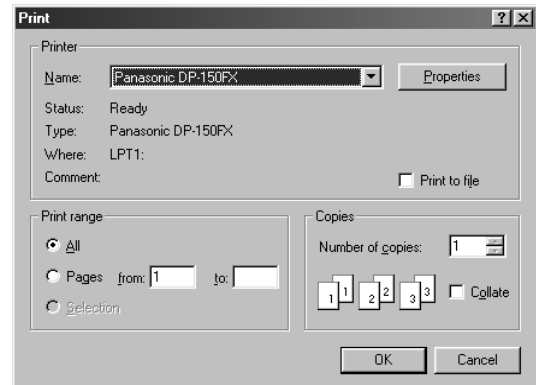 Print
Printer
Name: Panasonic DP-150FX Properties
Status: Ready
Type: Panasonic DP-150FX
Where: LPT1:
Comment: Print to file
Print range
All
Pages from: 1 to:
Selection
Copies
Number of copies: 1
1 1 2 2 3 3 Collate
OK Cancel